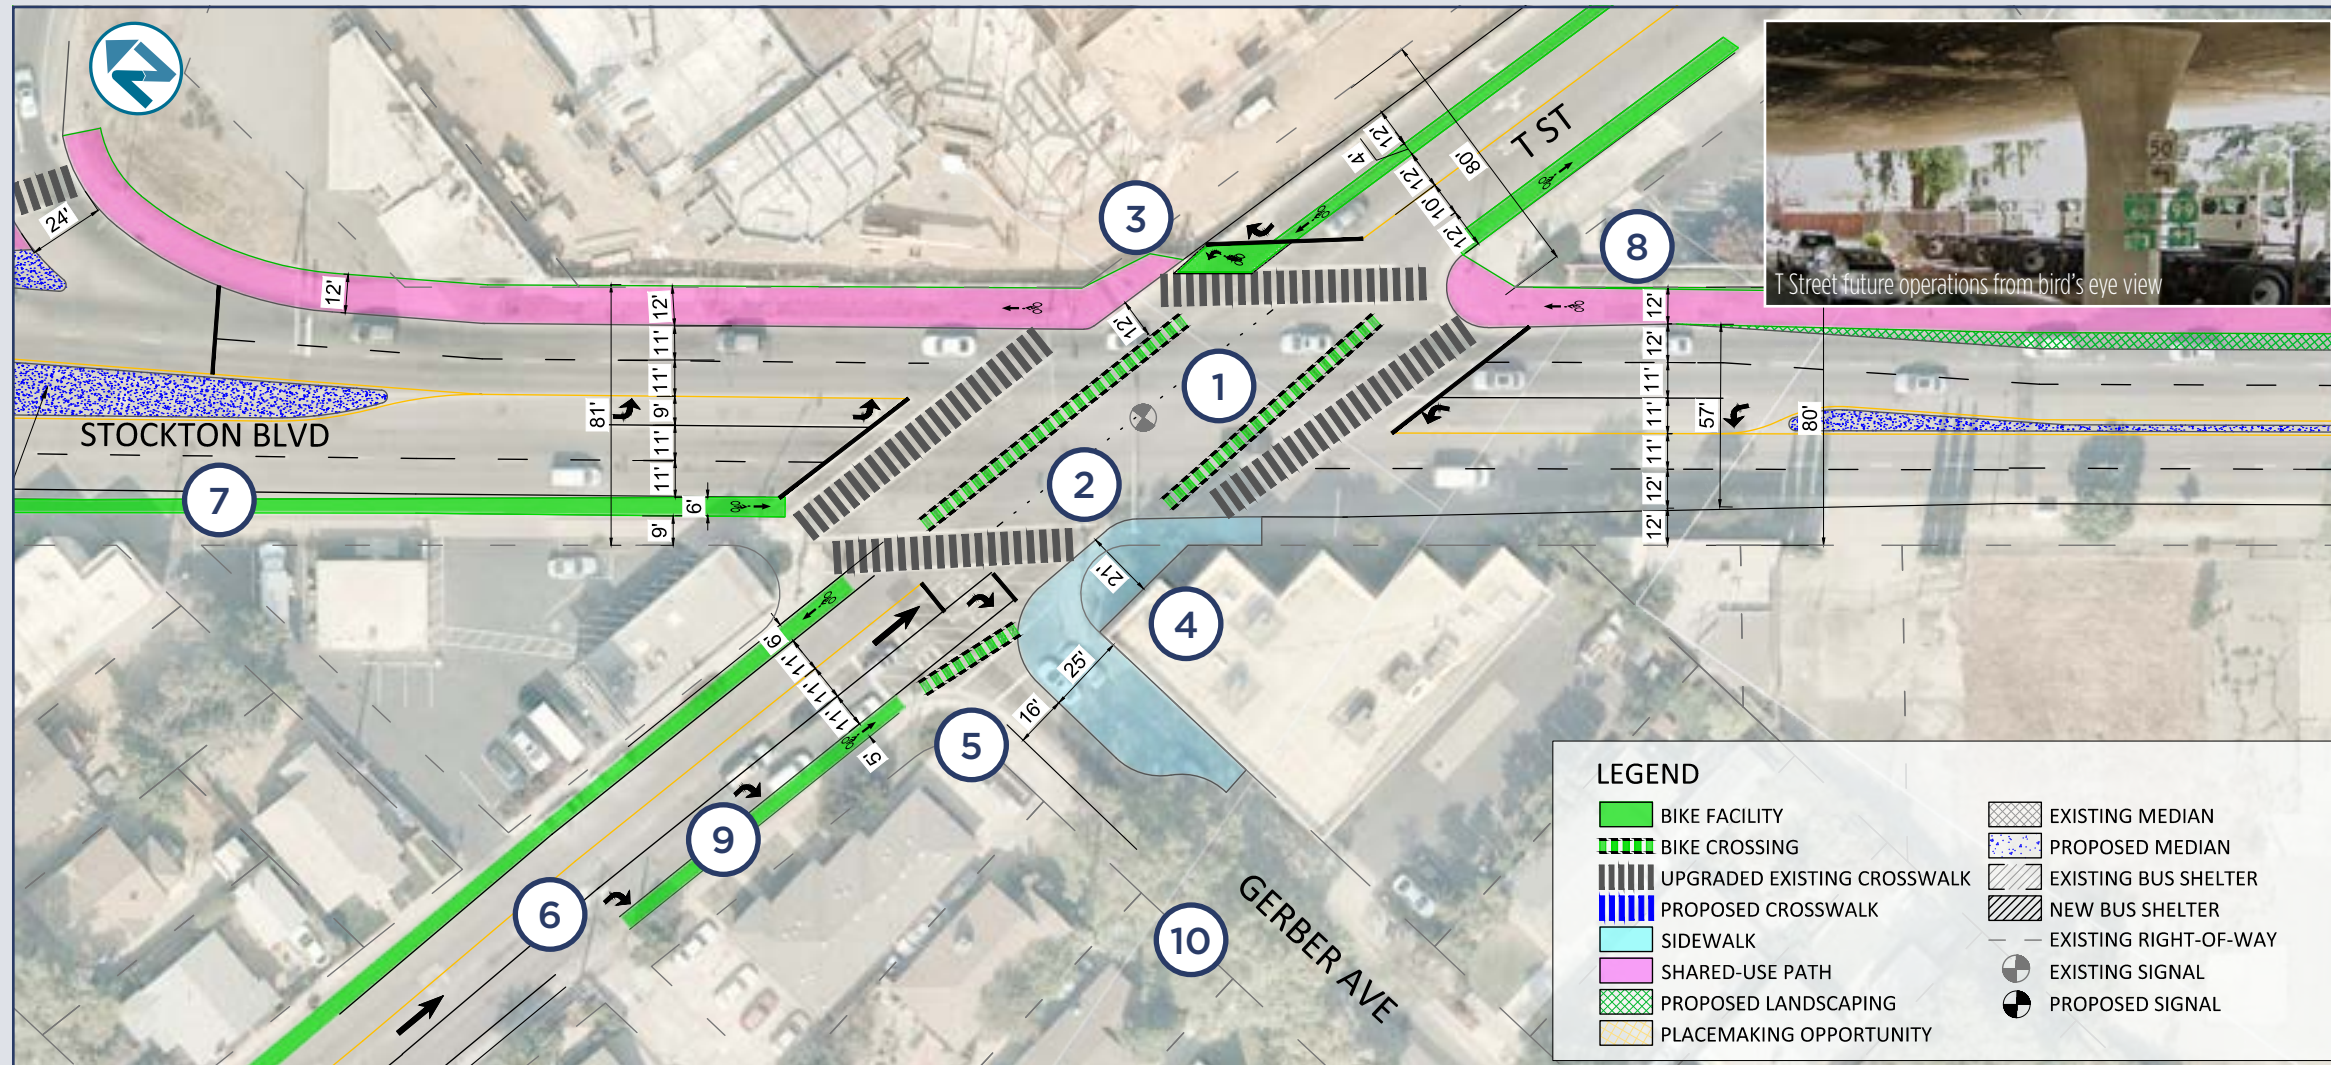 T Street future operations from bird's eye view
50
T ST
12'
4'
12'
10'
12'
80'
3
8
24'
12'
12'
11'
11'
9'
11'
11'
6'
9'
81'
12'
1
2
12'
12'
11'
11'
11'
12'
12'
57'
80'
STOCKTON BLVD
7
21'
4
25'
16'
6'
11'
11'
11'
5'
5
9
6
10
GERBER AVE
LEGEND
BIKE FACILITY
BIKE CROSSING
UPGRADED EXISTING CROSSWALK
PROPOSED CROSSWALK
SIDEWALK
SHARED-USE PATH
PROPOSED LANDSCAPING
PLACEMAKING OPPORTUNITY
EXISTING MEDIAN
PROPOSED MEDIAN
EXISTING BUS SHELTER
NEW BUS SHELTER
EXISTING RIGHT-OF-WAY
EXISTING SIGNAL
PROPOSED SIGNAL